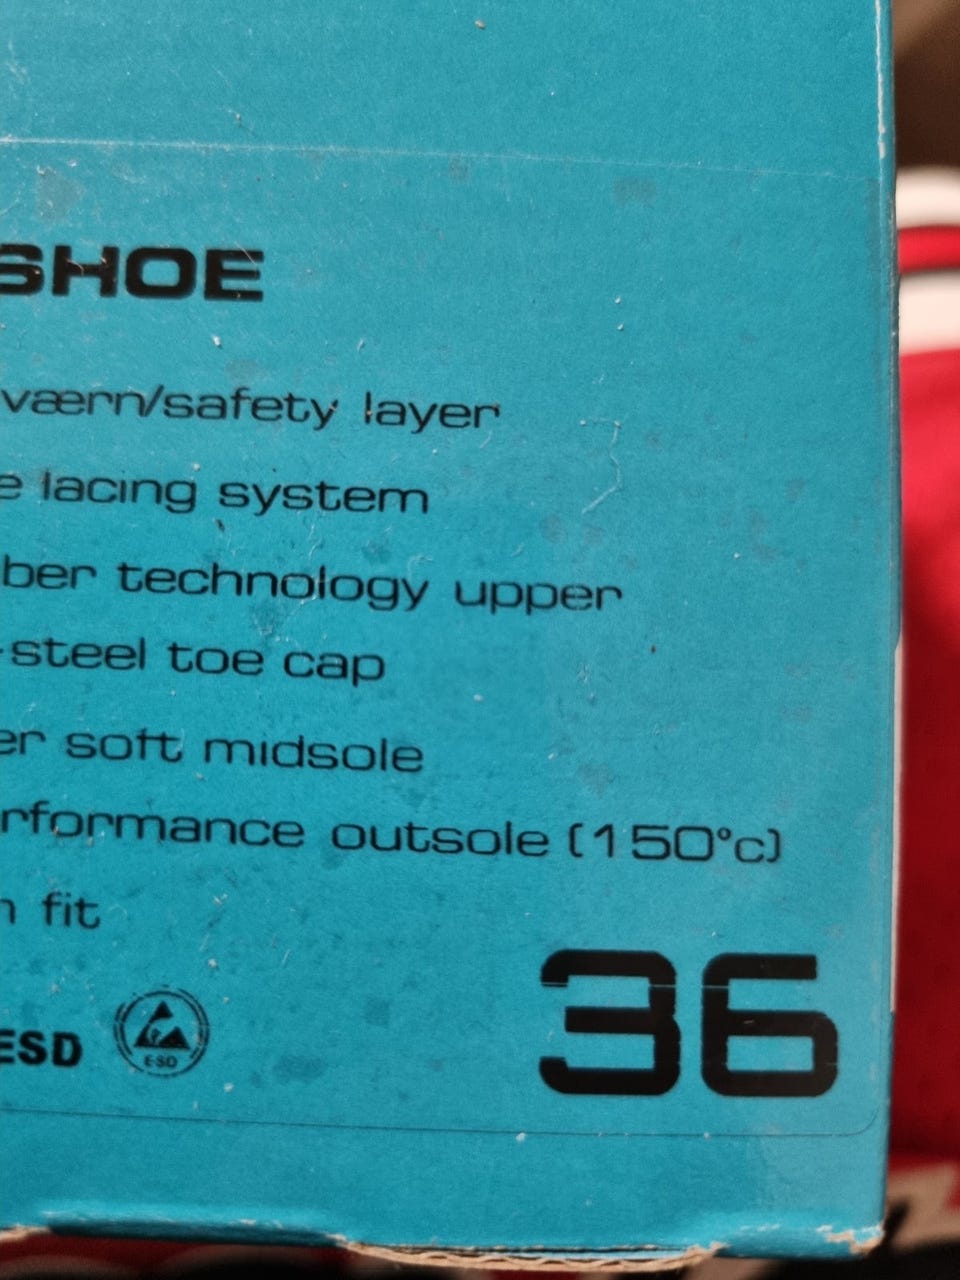 SHOE
værn/safety layer
e lacing system
ber technology upper
-steel toe cap
er soft midsole
rformance outsole (150°c)
n fit
ESD
ESD
36